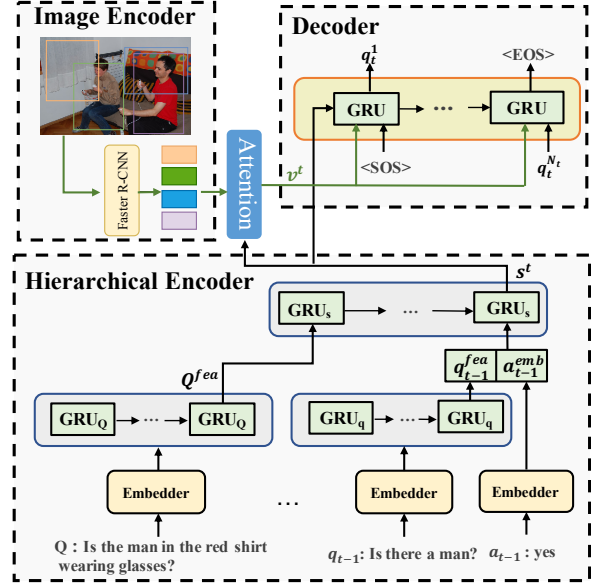 Image Encoder
Decoder
q_t^1
<EOS>
GRU
...
GRU
Faster R-CNN
Attention
v^t
<SOS>
q_t^{N_t}
Hierarchical Encoder
s^t
GRU_s
...
GRU_s
Q^{fea}
q_{t-1}^{fea}
a_{t-1}^{emb}
GRU_Q
...
GRU_Q
GRU_q
...
GRU_q
Embedder
...
Embedder
Embedder
Q : Is the man in the red shirt
wearing glasses?
q_{t-1}: Is there a man?
a_{t-1} : yes